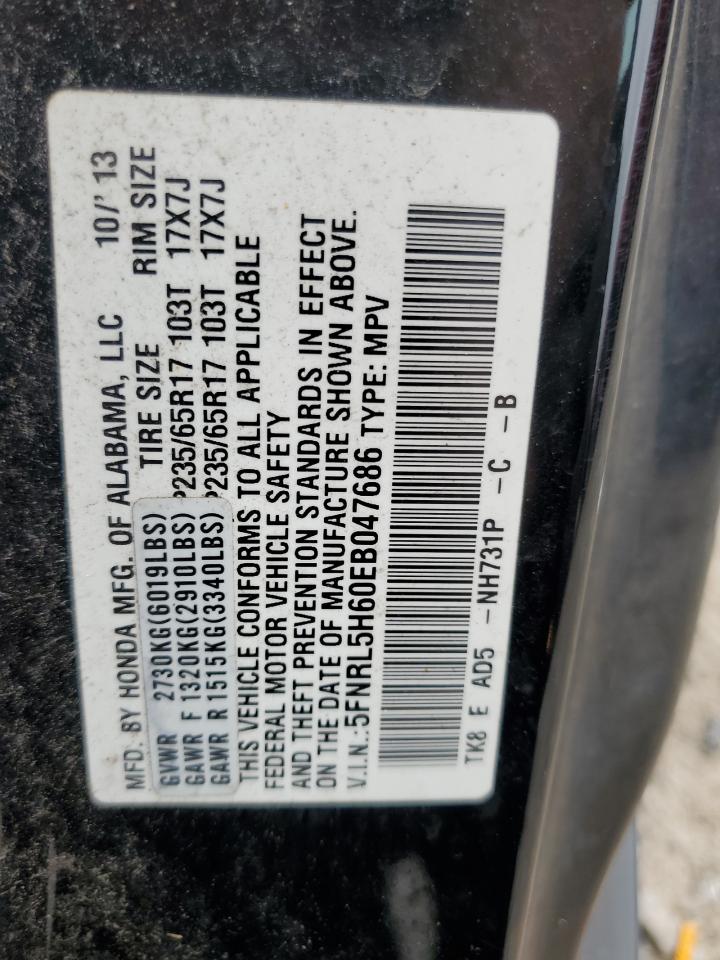 MFD. BY HONDA MFG. OF ALABAMA, LLC 10/' 13
TIRE SIZE RIM SIZE
GVWR 2730KG(6019LBS)
GAWR F 1320KG(2910LBS) P235/65R17 103T 17X7J
GAWR R 1515KG(3340LBS) P235/65R17 103T 17X7J
THIS VEHICLE CONFORMS TO ALL APPLICABLE
FEDERAL MOTOR VEHICLE SAFETY
AND THEFT PREVENTION STANDARDS IN EFFECT
ON THE DATE OF MANUFACTURE SHOWN ABOVE.
V.I.N.:5FNRL5H60EB047686 TYPE: MPV
TK8 E AD5 -NH731P -C -B